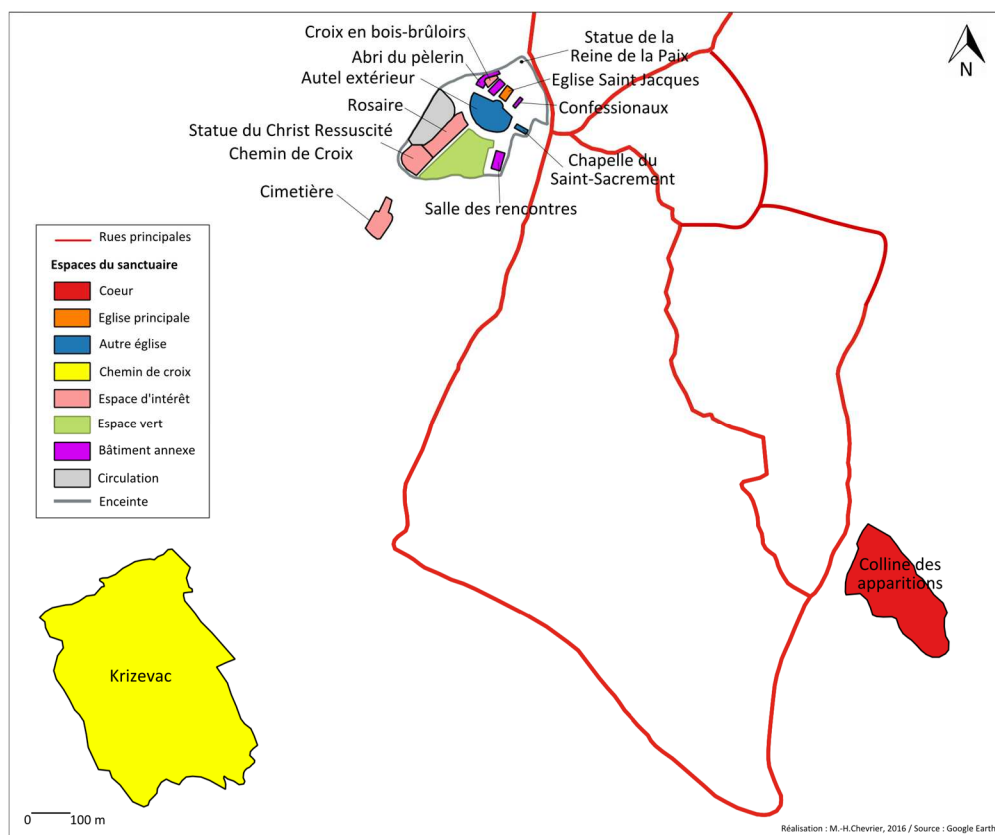 N
Croix en bois-brûloirs
Abri du pèlerin
Autel extérieur
Rosaire
Statue du Christ Ressuscité
Chemin de Croix
Cimetière
Statue de la
Reine de la Paix
Eglise Saint Jacques
Confessionaux
Chapelle du
Saint-Sacrement
Salle des rencontres
Rues principales
Espaces du sanctuaire
Coeur
Eglise principale
Autre église
Chemin de croix
Espace d'intérêt
Espace vert
Bâtiment annexe
Circulation
Enceinte
Colline des
apparitions
Krizevac
0 100 m
Réalisation : M.-H.Chevrier, 2016 / Source : Google Earth